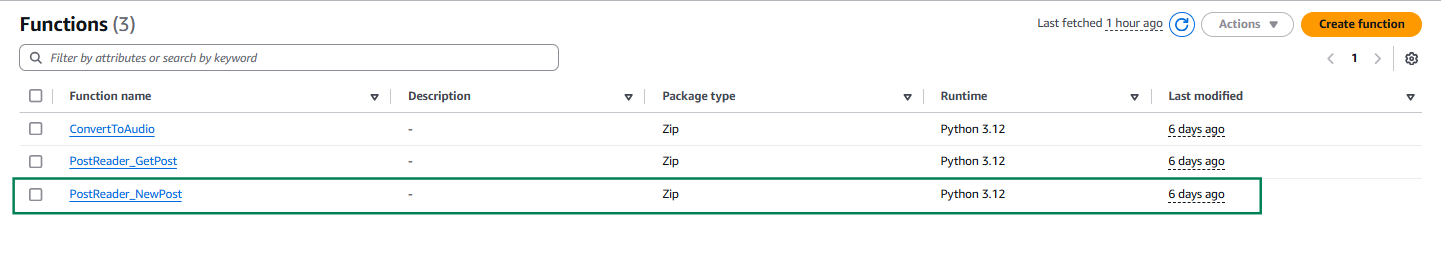 Functions (3)
Last fetched 1 hour ago
Actions
Create function
Filter by attributes or search by keyword
1
Function name Description Package type Runtime Last modified
ConvertToAudio - Zip Python 3.12 6 days ago
PostReader_GetPost - Zip Python 3.12 6 days ago
PostReader_NewPost - Zip Python 3.12 6 days ago